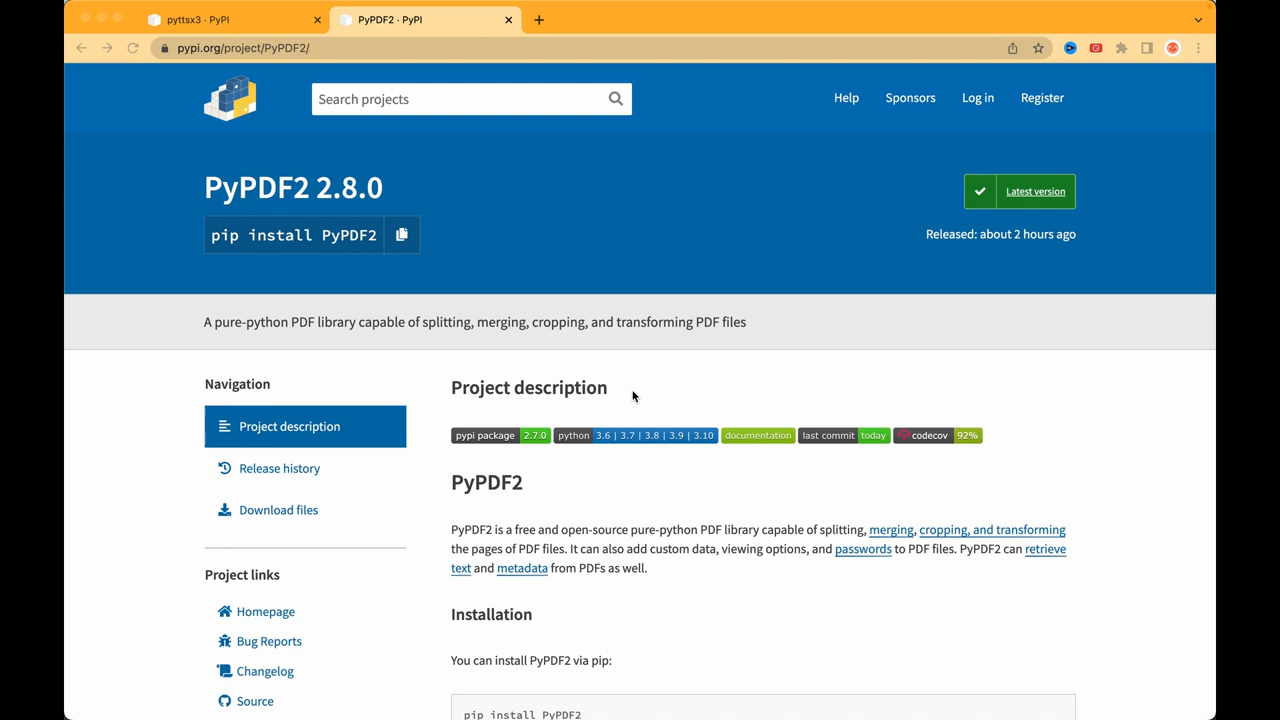 pyttsx3 · PyPI
PyPDF2 · PyPI
pypi.org/project/PyPDF2/
Search projects
Help
Sponsors
Log in
Register
PyPDF2 2.8.0
Latest version
pip install PyPDF2
Released: about 2 hours ago
A pure-python PDF library capable of splitting, merging, cropping, and transforming PDF files
Navigation
Project description
Release history
Download files
Project links
Homepage
Bug Reports
Changelog
Source
Project description
pypi package 2.7.0 python 3.6 | 3.7 | 3.8 | 3.9 | 3.10 documentation last commit today codecov 92%
PyPDF2
PyPDF2 is a free and open-source pure-python PDF library capable of splitting, merging, cropping, and transforming
the pages of PDF files. It can also add custom data, viewing options, and passwords to PDF files. PyPDF2 can retrieve
text and metadata from PDFs as well.
Installation
You can install PyPDF2 via pip:
pip install PyPDF2